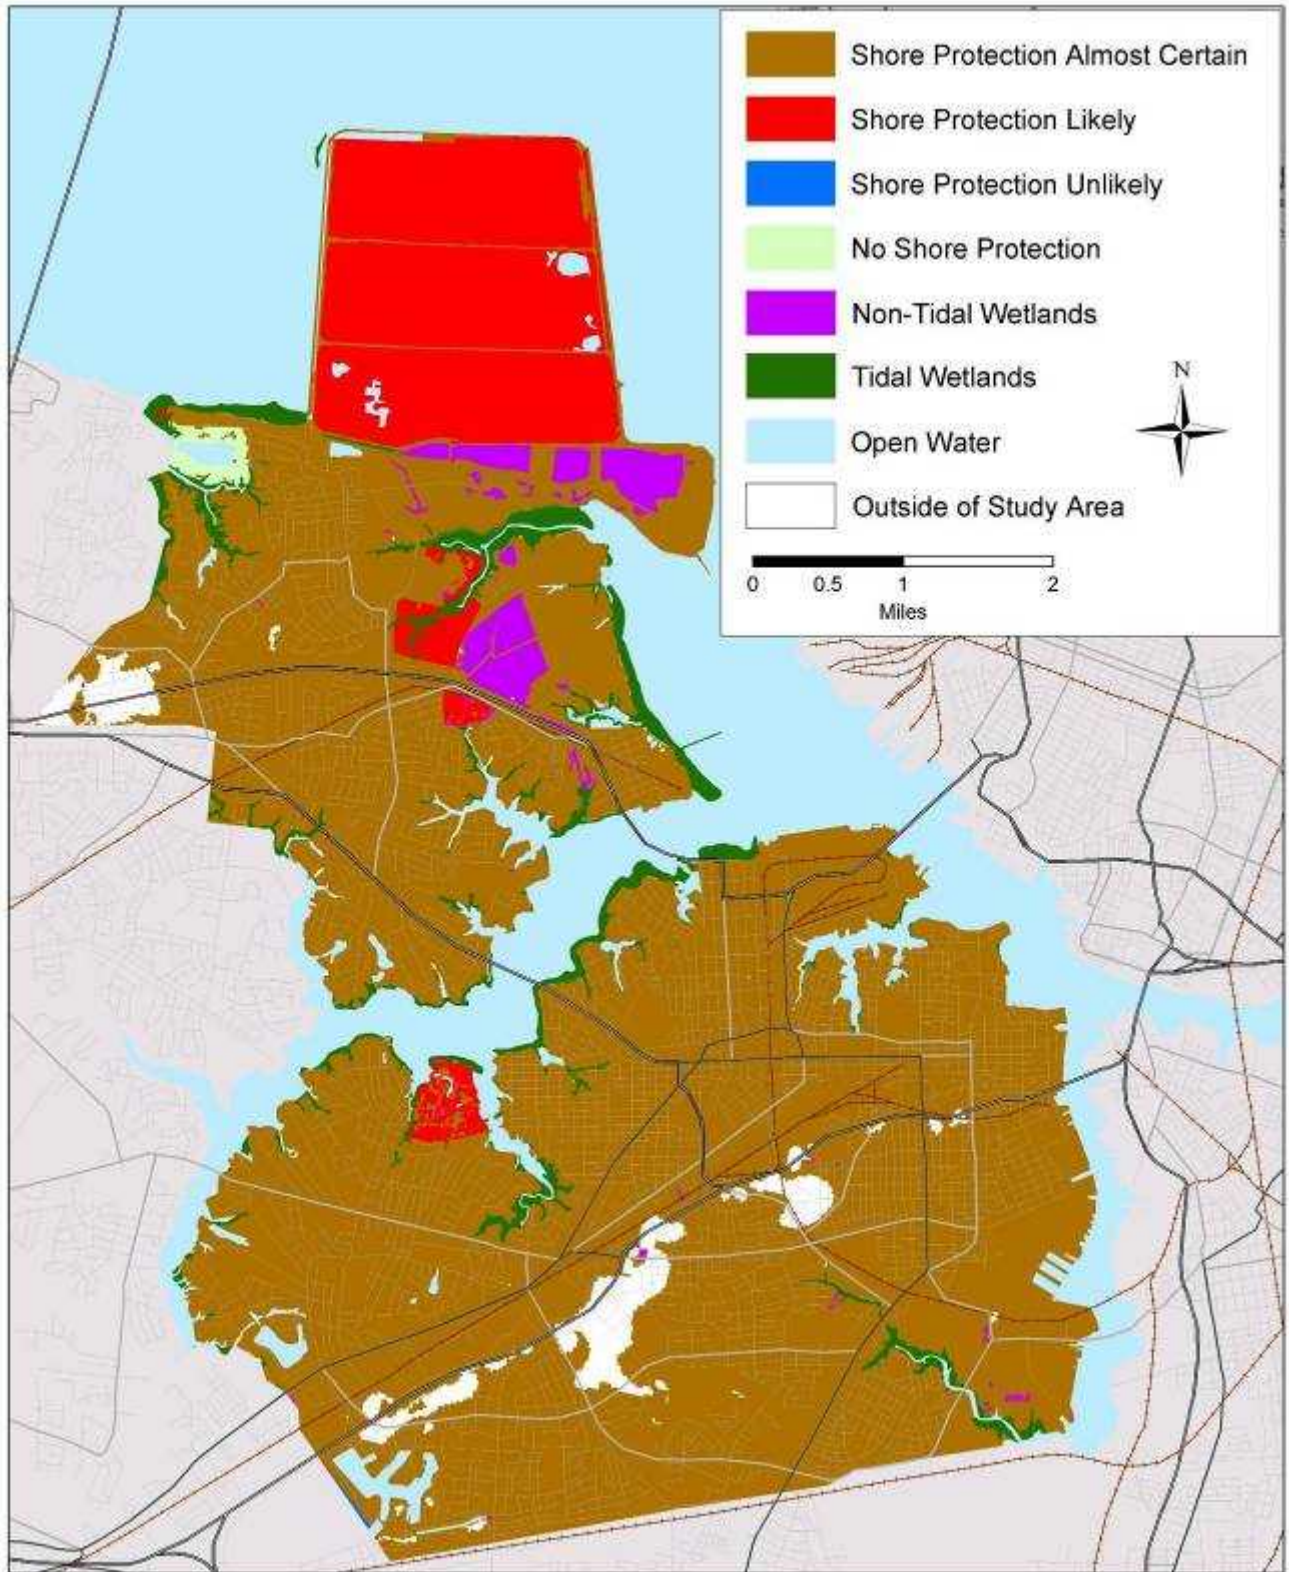 Shore Protection Almost Certain
Shore Protection Likely
Shore Protection Unlikely
No Shore Protection
Non-Tidal Wetlands
Tidal Wetlands
Open Water
Outside of Study Area
N
0 0.5 1 2
Miles